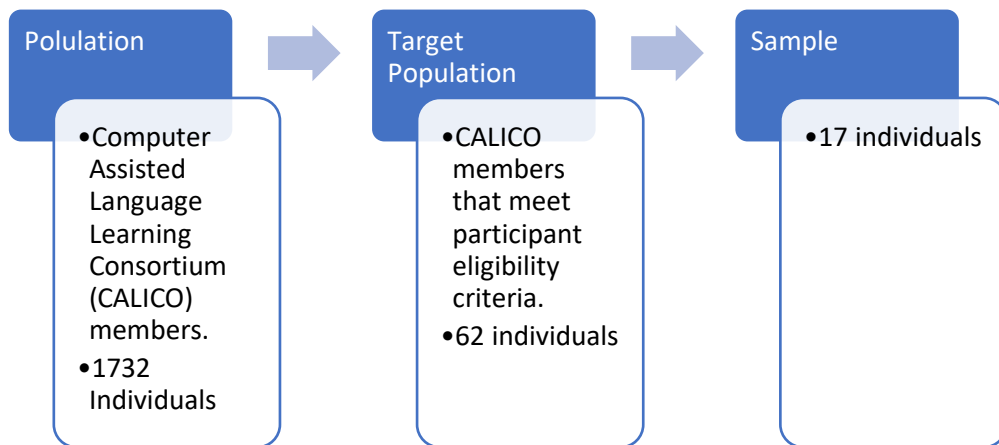 Polulation
•Computer
Assisted
Language
Learning
Consortium
(CALICO)
members.
•1732
Individuals
Target
Population
•CALICO
members
that meet
participant
eligibility
criteria.
•62 individuals
Sample
•17 individuals